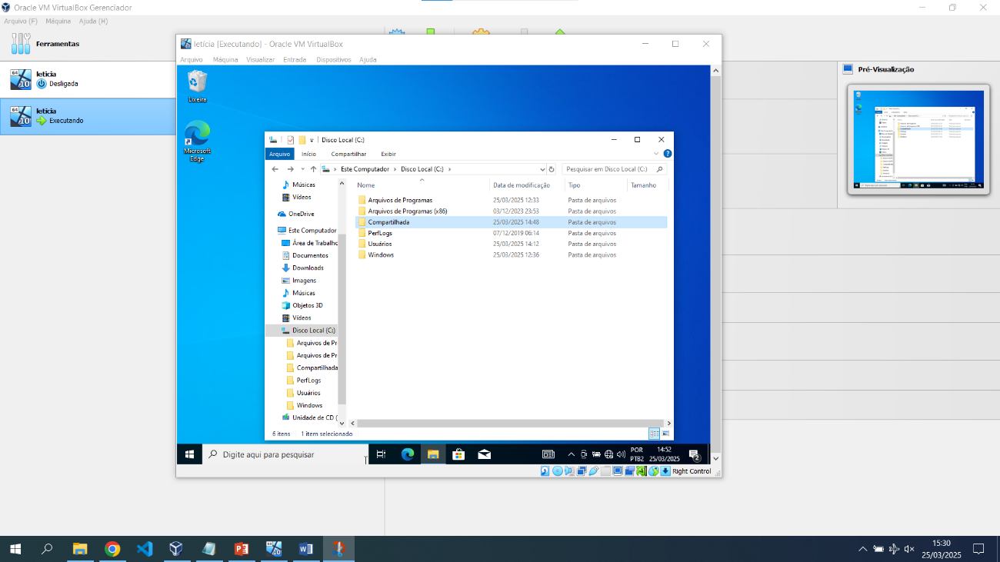 Oracle VM VirtualBox Gerenciador
Arquivo (F) Máquina Ajuda (H)
Ferramentas
64 10 leticia
Desligada
64 10 leticia
Executando
letícia [Executando] - Oracle VM VirtualBox
Arquivo Máquina Visualizar Entrada Dispositivos Ajuda
Lixeira
Microsoft
Edge
Disco Local (C:)
Arquivo Início Compartilhar Exibir
Este Computador Disco Local (C:) Pesquisar em Disco Local (C:)
Músicas
Vídeos
OneDrive
Este Computador
Área de Trabalho
Documentos
Downloads
Imagens
Músicas
Objetos 3D
Vídeos
Disco Local (C:)
Arquivos de Pr
Arquivos de Pr
Compartilhada
PerfLogs
Usuários
Windows
Unidade de CD (
Nome Data de modificação Tipo Tamanho
Arquivos de Programas 25/03/2025 12:33 Pasta de arquivos
Arquivos de Programas (x86) 03/12/2023 23:53 Pasta de arquivos
Compartilhada 25/03/2025 14:48 Pasta de arquivos
PerfLogs 07/12/2019 06:14 Pasta de arquivos
Usuários 25/03/2025 14:12 Pasta de arquivos
Windows 25/03/2025 12:36 Pasta de arquivos
6 itens 1 item selecionado
Digite aqui para pesquisar
POR
PTB2
14:52
25/03/2025
2
Right Control
Pré-Visualização
15:30
25/03/2025